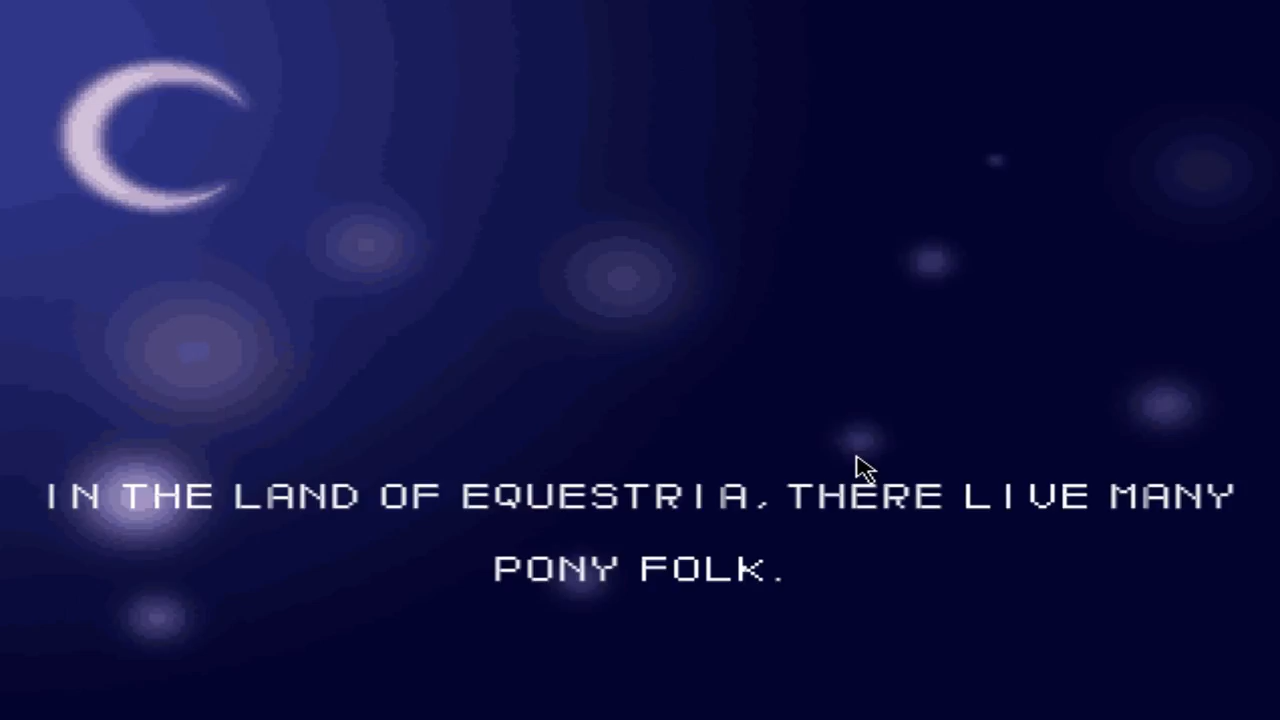 IN THE LAND OF EQUESTRIA, THERE LIVE MANY
PONY FOLK.